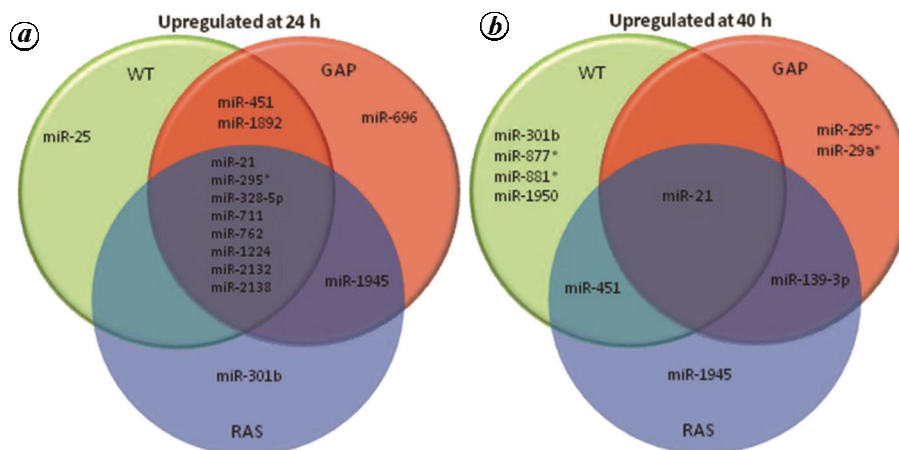 a
Upregulated at 24 h
WT
GAP
miR-25
miR-451
miR-1892
miR-696
miR-21
miR-295*
miR-328-5p
miR-711
miR-762
miR-1224
miR-2132
miR-2138
miR-1945
miR-301b
RAS
b
Upregulated at 40 h
WT
GAP
miR-301b
miR-877*
miR-881*
miR-1950
miR-295*
miR-29a*
miR-21
miR-451
miR-139-3p
miR-1945
RAS